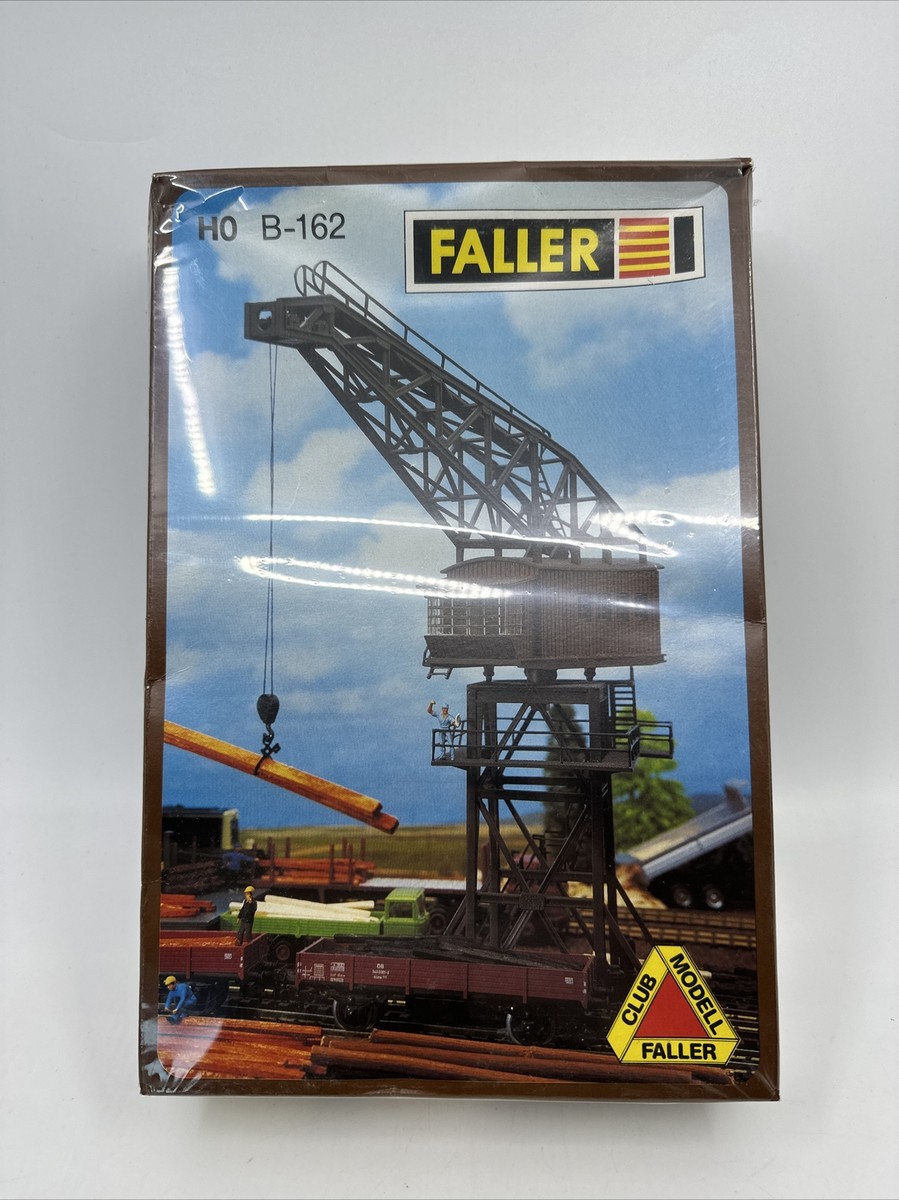 H0 B-162
FALLER
CLUB
MODELL
FALLER